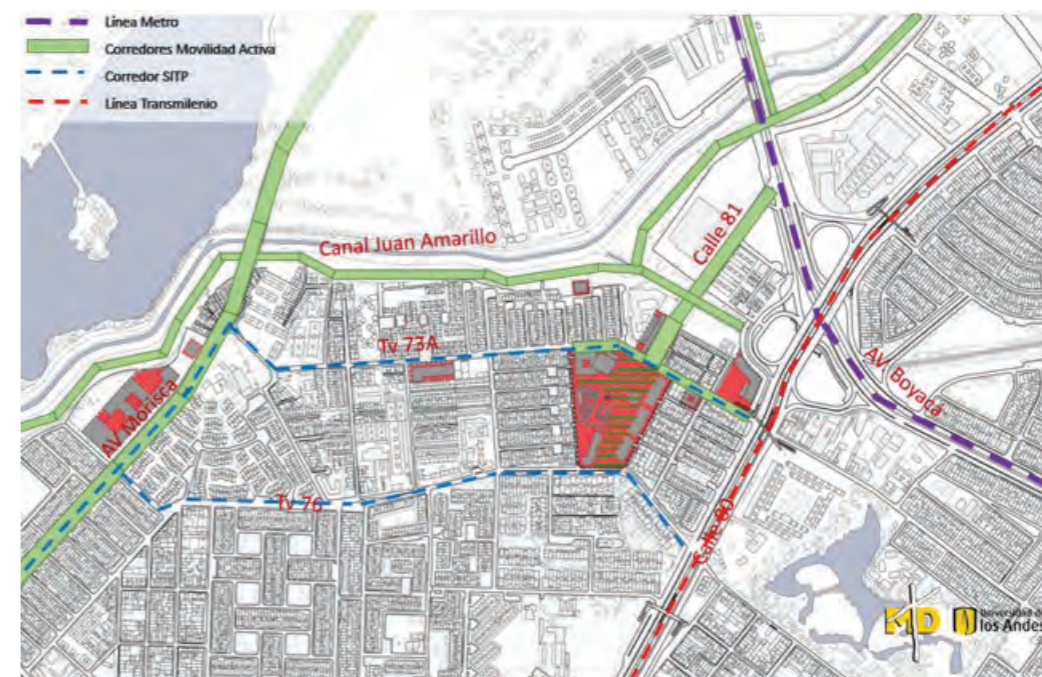 Línea Metro
Corredores Movilidad Activa
Corredor SITP
Línea Transmilenio
Canal Juan Amarillo
Calle 81
Tv 73A
AV. Boyacá
AV Morisca
Tv 76
Calle 80
MD
Universidad de
los Andes